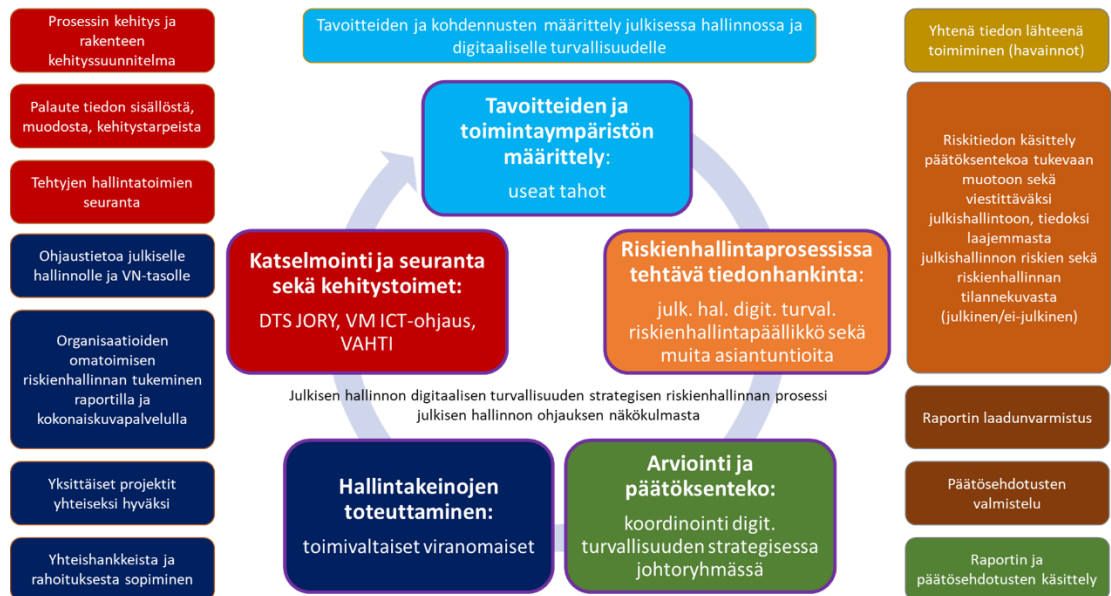 Prosessin kehitys ja
rakenteen
kehityssuunnitelma
Palaute tiedon sisällöstä,
muodosta, kehitystarpeista
Tehtyjen hallintatoimien
seuranta
Ohjaustietoa julkiselle
hallinnolle ja VN-tasolle
Organisaatioiden
omatoimisen
riskienhallinnan tukeminen
raportilla ja
kokonaiskuvapalvelulla
Yksittäiset projektit
yhteiseksi hyväksi
Yhteishankkeista ja
rahoituksesta sopiminen
Tavoitteiden ja kohdennusten määrittely julkisessa hallinnossa ja
digitaaliselle turvallisuudelle
Tavoitteiden ja
toimintaympäristön
määrittely:
useat tahot
Katselmointi ja seuranta
sekä kehitystoimet:
DTS JORY, VM ICT-ohjaus,
VAHTI
Riskienhallintaprosessissa
tehtävä tiedonhankinta:
julk. hal. digit. turval.
riskienhallintapäällikkö sekä
muita asiantuntioita
Julkisen hallinnon digitaalisen turvallisuuden strategisen riskienhallinnan prosessi
julkisen hallinnon ohjauksen näkökulmasta
Hallintakeinojen
toteuttaminen:
toimivaltaiset viranomaiset
Arviointi ja
päätöksenteko:
koordinointi digit.
turvallisuuden strategisessa
johtoryhmässä
Yhtenä tiedon lähteenä
toimiminen (havainnot)
Riskitiedon käsittely
päätöksentekoa tukevaan
muotoon sekä
viestittäväksi
julkishallintoon, tiedoksi
laajemmasta
julkishallinnon riskien sekä
riskienhallinnan
tilannekuvasta
(julkinen/ei-julkinen)
Raportin laadunvarmistus
Päätösehdotusten
valmistelu
Raportin ja
päätösehdotusten käsittely